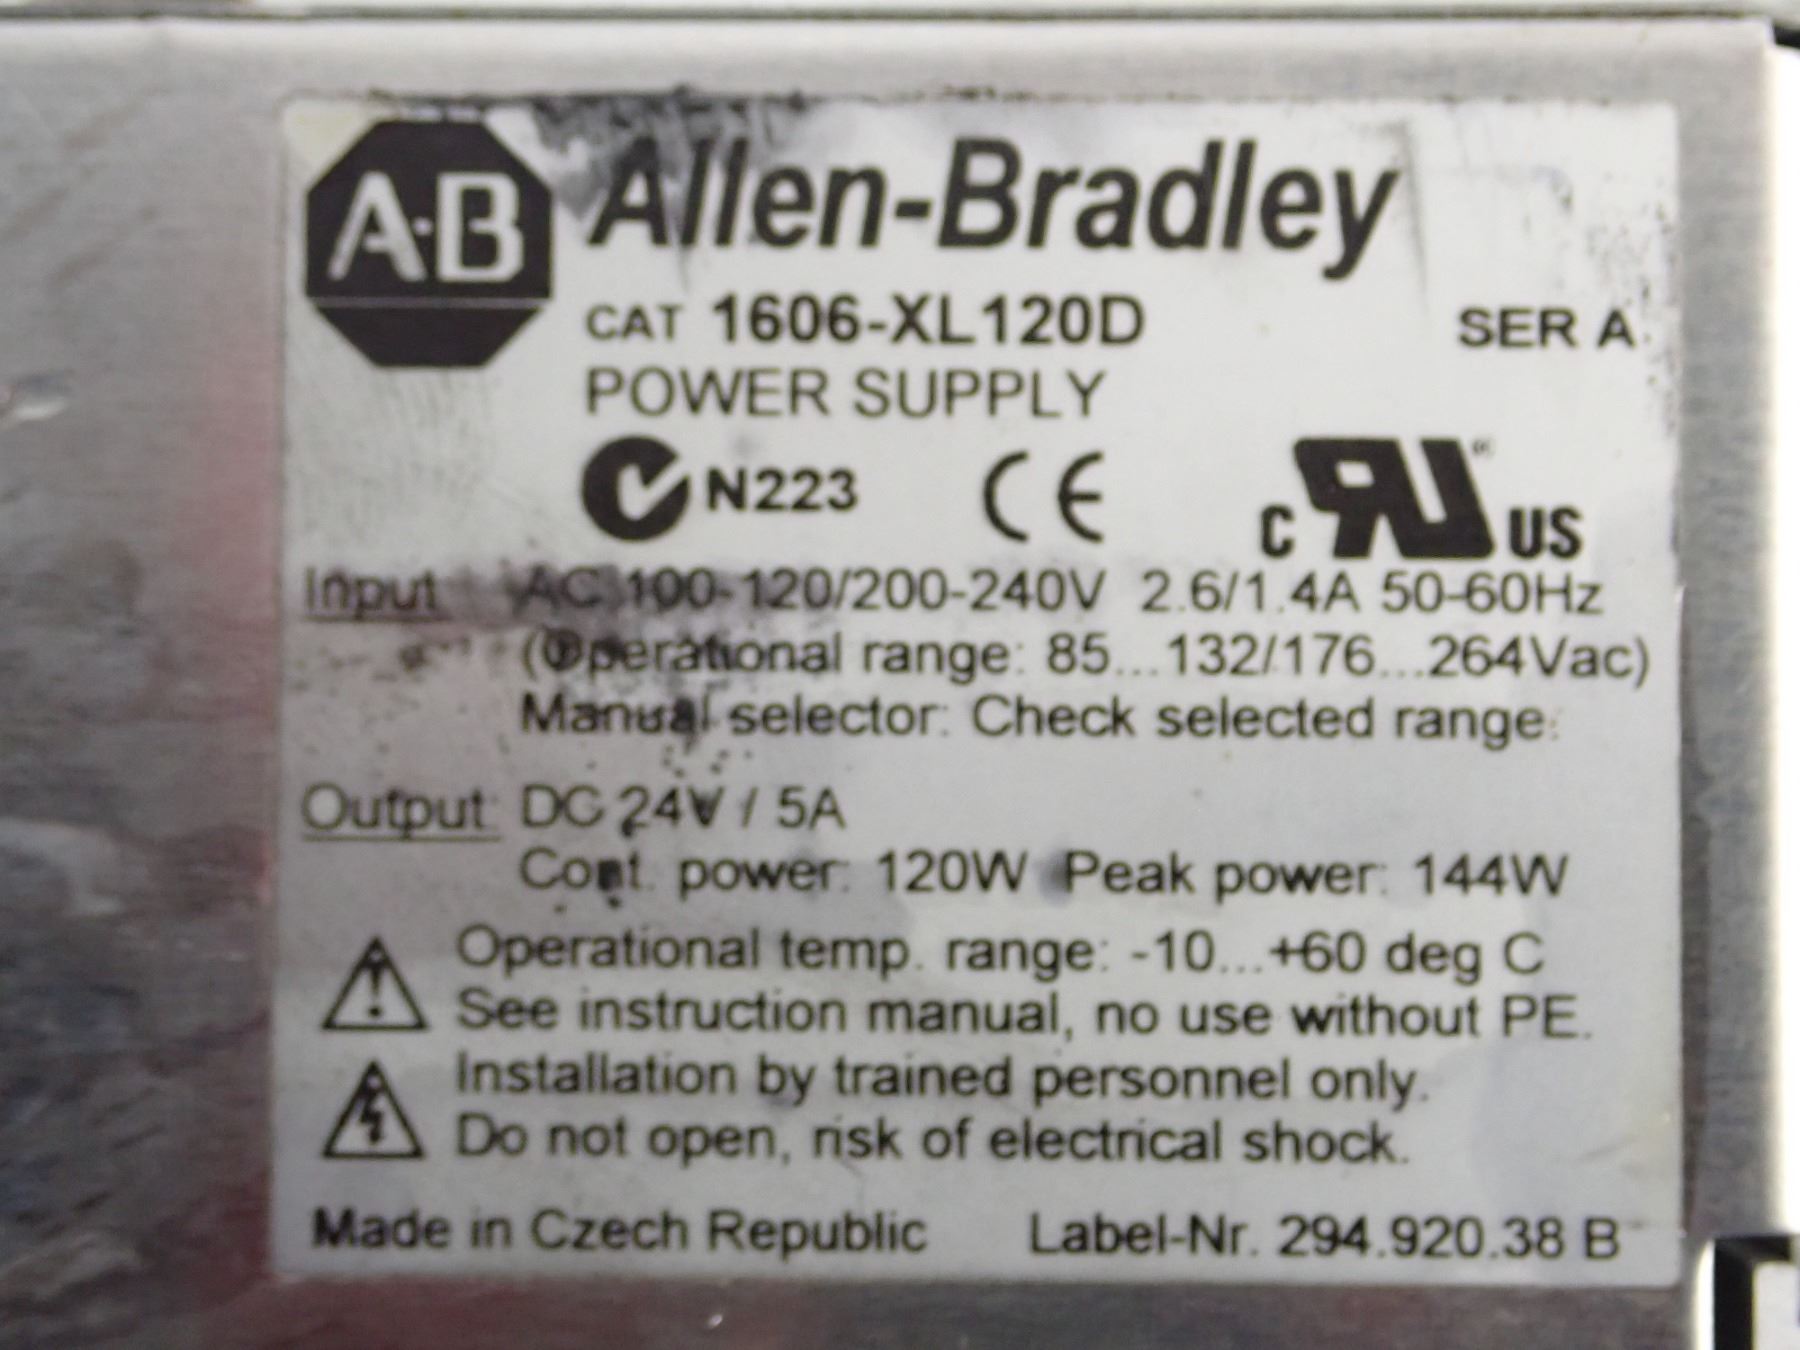 A-B Allen-Bradley
CAT 1606-XL120D SER A
POWER SUPPLY
N223 CE c RU ® US
Input AC 100-120/200-240V 2.6/1.4A 50-60Hz
(Operational range: 85...132/176...264Vac)
Manual selector: Check selected range.
Output DC 24V / 5A
Cont. power: 120W Peak power: 144W
Operational temp. range: -10...+60 deg C
See instruction manual, no use without PE.
Installation by trained personnel only.
Do not open, risk of electrical shock.
Made in Czech Republic Label-Nr. 294.920.38 B